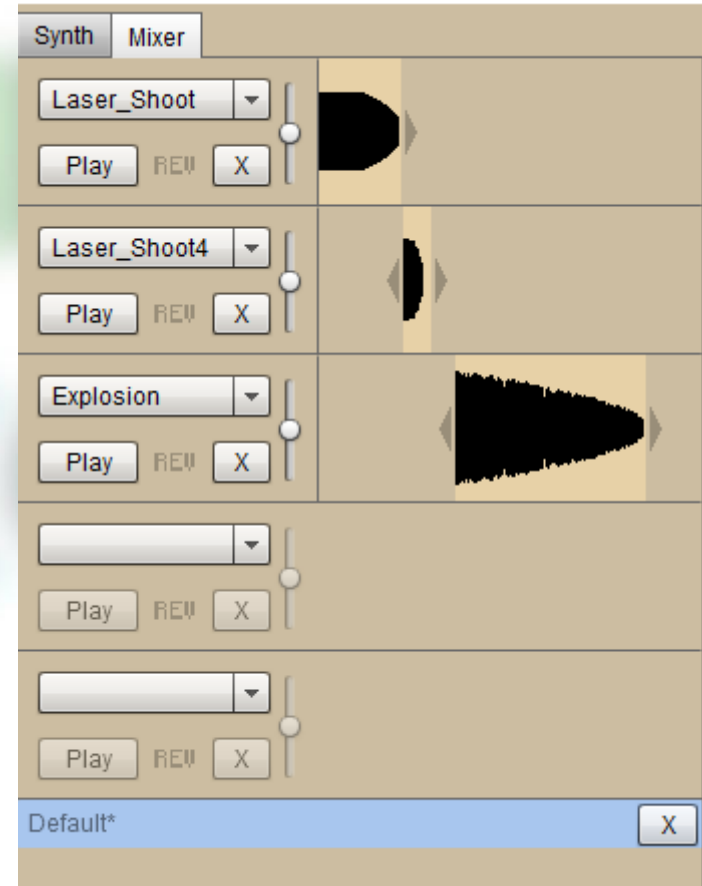 Synth Mixer
Laser_Shoot
Play REV X
Laser_Shoot4
Play REV X
Explosion
Play REV X
Play REV X
Play REV X
Default* X